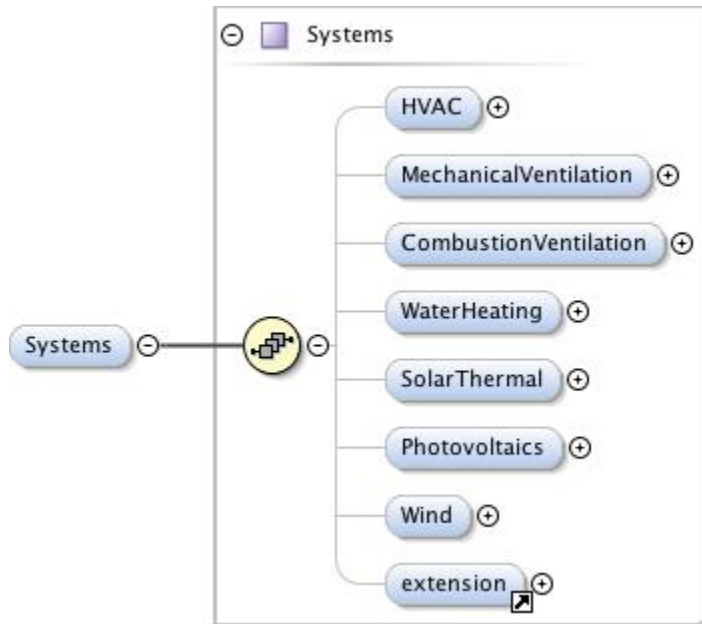 Systems
HVAC
MechanicalVentilation
CombustionVentilation
WaterHeating
Systems
SolarThermal
Photovoltaics
Wind
extension